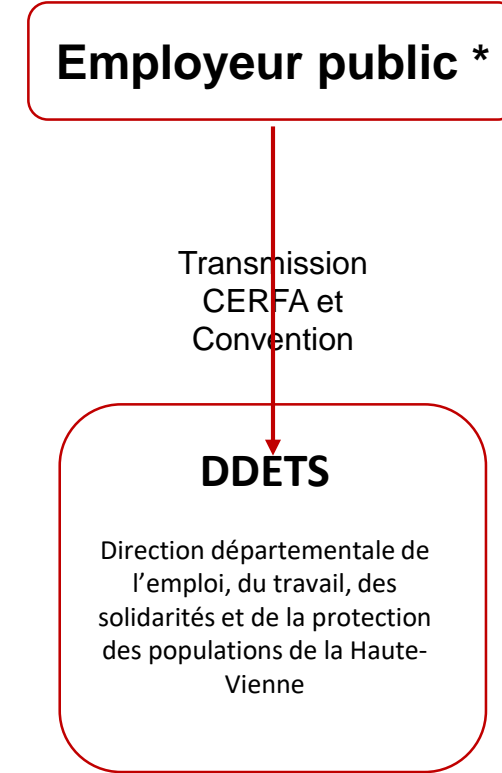 Employeur public *
Transmission
CERFA et
Convention
DDETS
Direction départementale de
l’emploi, du travail, des
solidarités et de la protection
des populations de la Haute-
Vienne